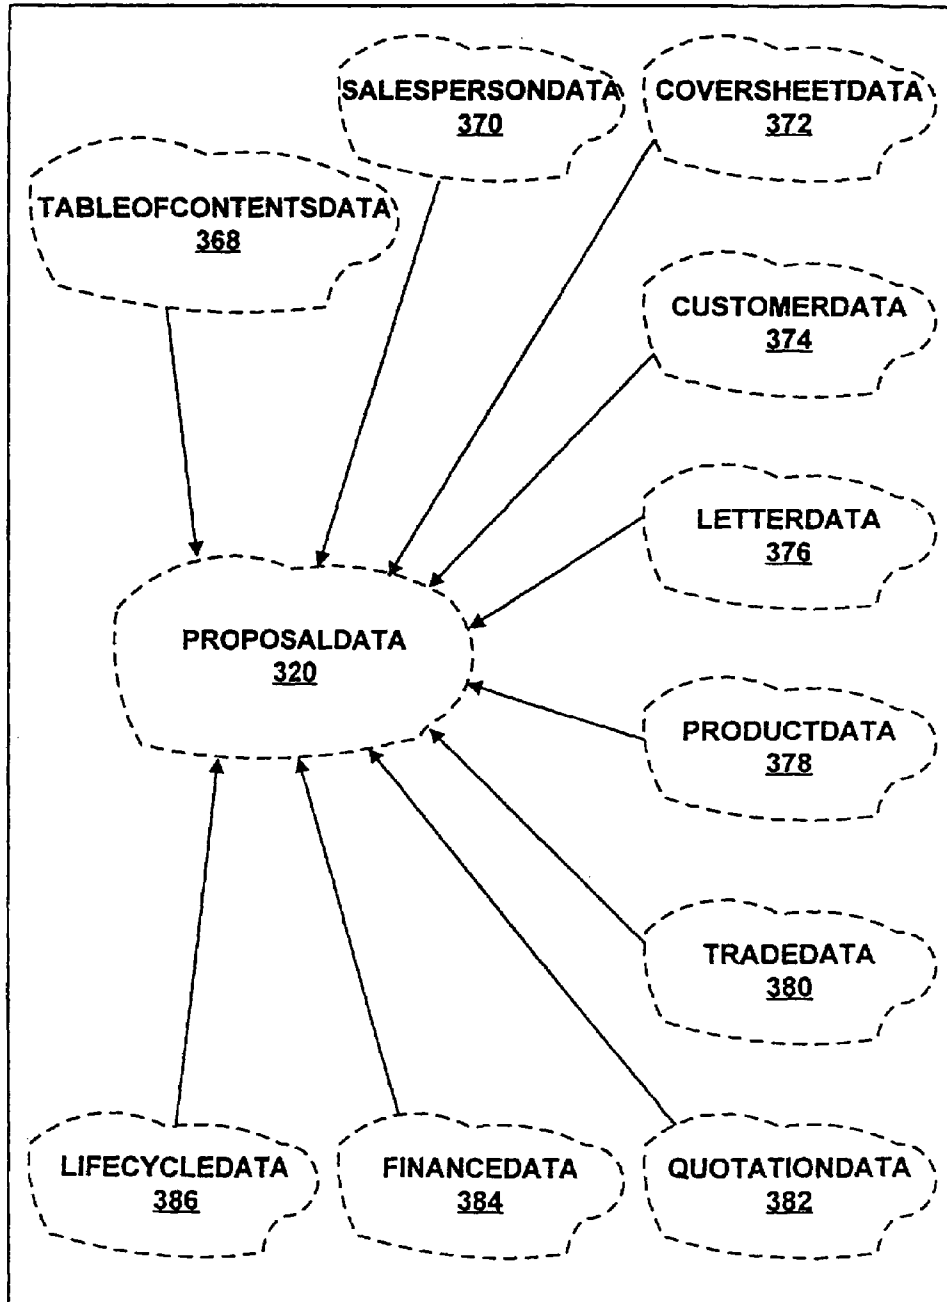 SALESPERSONDATA
370
COVERSHEETDATA
372
TABLEOFCONTENTSDATA
368
CUSTOMERDATA
374
LETTERDATA
376
PROPOSALDATA
320
PRODUCTDATA
378
TRADEDATA
380
LIFECYCLEDATA
386
FINANCEDATA
384
QUOTATIONDATA
382